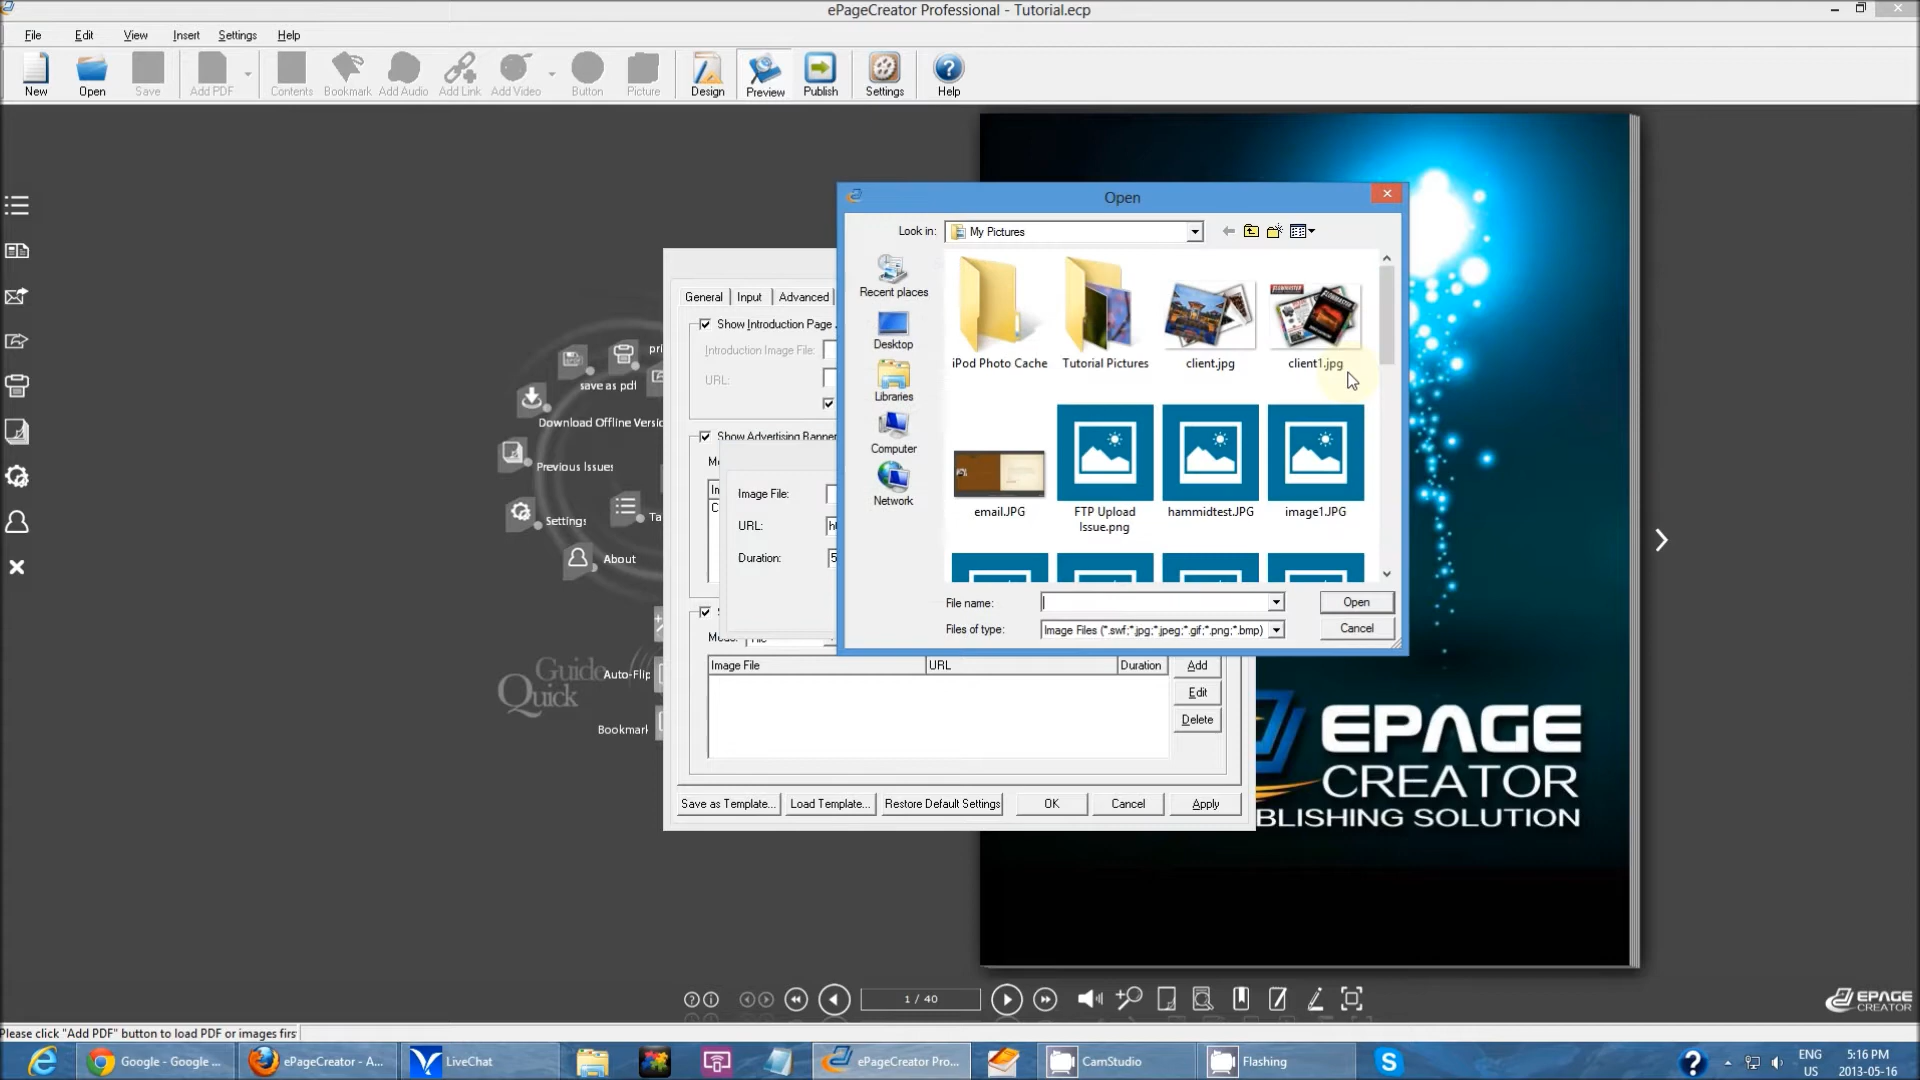 ePageCreator Professional - Tutorial.ecp
File Edit View Insert Settings Help
New Open Save Add PDF Contents Bookmark Add Audio Add Link Add Video Button Picture Design Preview Publish Settings Help
Open
Look in: My Pictures
Recent places
Desktop
Libraries
Computer
Network
iPod Photo Cache Tutorial Pictures client.jpg client1.jpg
email.JPG FTP Upload Issue.png hammidtest.JPG image1.JPG
File name: Open
Files of type: Image Files (*.swf;*.jpg;*.jpeg;*.gif;*.png;*.bmp) Cancel
General Input Advanced
Show Introduction Page
Introduction Image File:
URL:
Show Advertising Banner
Image File:
URL:
Duration: 5
Image File URL Duration Add
Edit
Delete
Save as Template... Load Template... Restore Default Settings OK Cancel Apply
save as pdf
Download Offline Versic
Previous Issues
Settings
About
Guide
Quick
Auto-Flip
Bookmark
EPAGE
CREATOR
BLISHING SOLUTION
1 / 40
EPAGE
CREATOR
Please click "Add PDF" button to load PDF or images firs
Google - Google ... ePageCreator - A... LiveChat ePageCreator Pro... CamStudio Flashing
ENG
US
5:16 PM
2013-05-16